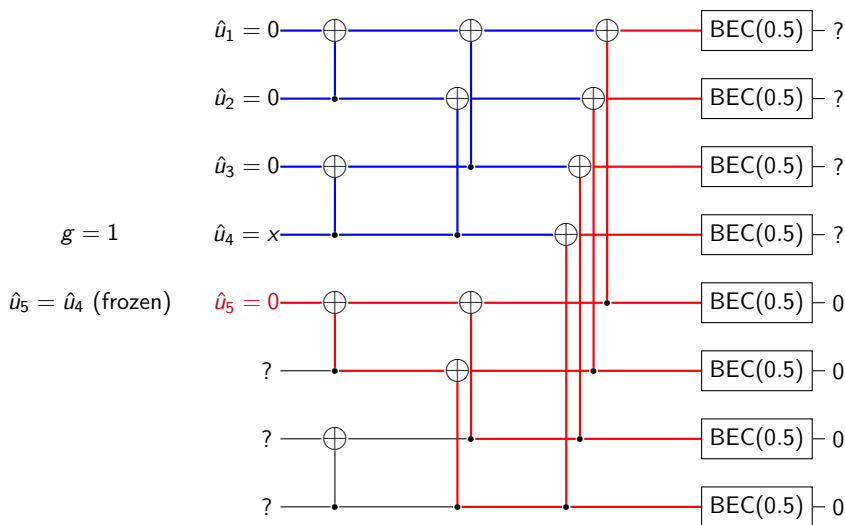 û₁ = 0 BEC(0.5) ?
û₂ = 0 BEC(0.5) ?
û₃ = 0 BEC(0.5) ?
g = 1 û₄ = x BEC(0.5) ?
û₅ = û₄ (frozen) û₅ = 0 BEC(0.5) 0
? BEC(0.5) 0
? BEC(0.5) 0
? BEC(0.5) 0